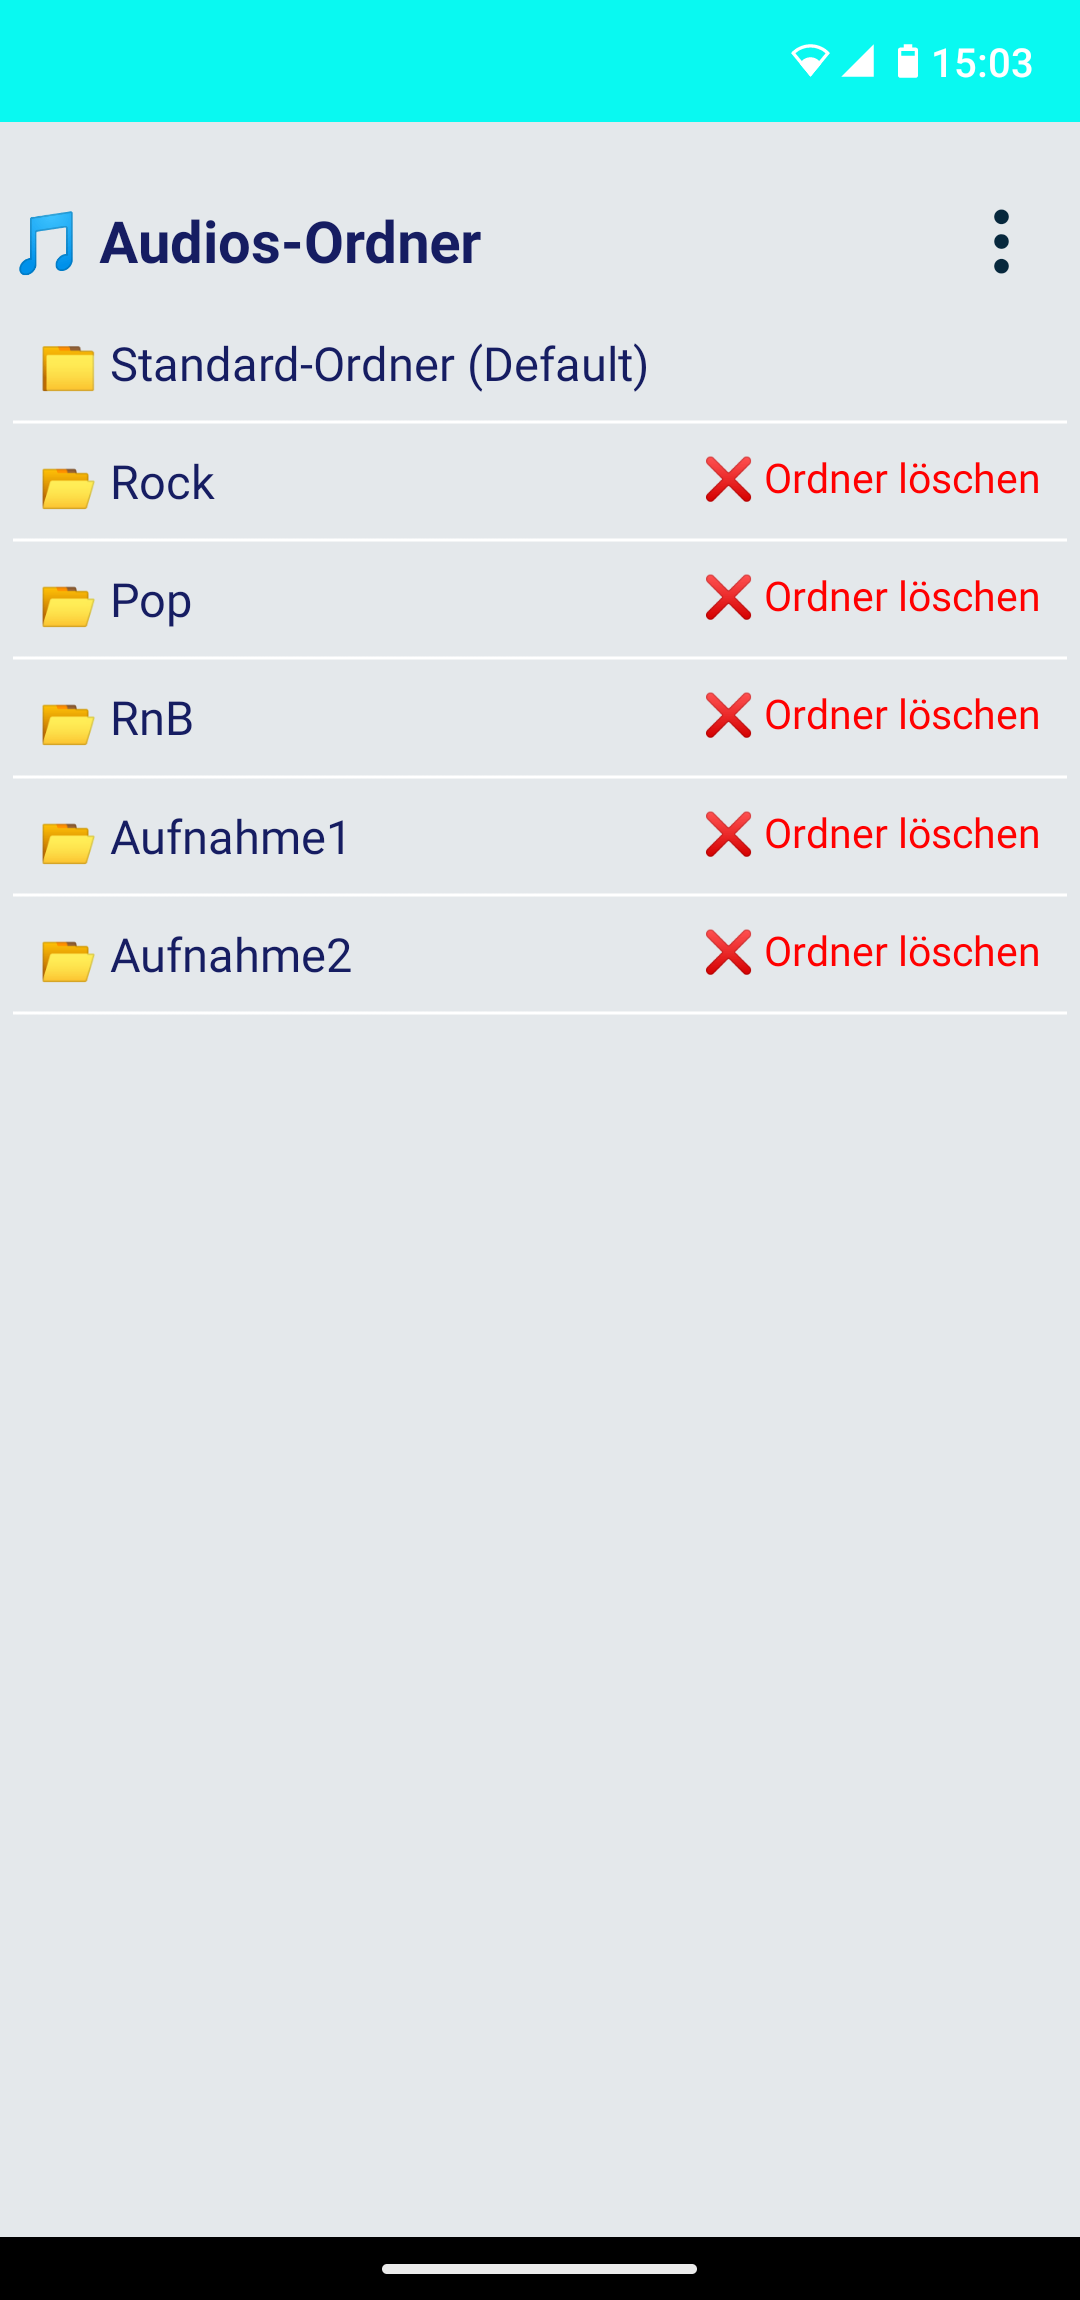 15:03
Audios-Ordner
Standard-Ordner (Default)
Rock Ordner löschen
Pop Ordner löschen
RnB Ordner löschen
Aufnahme1 Ordner löschen
Aufnahme2 Ordner löschen